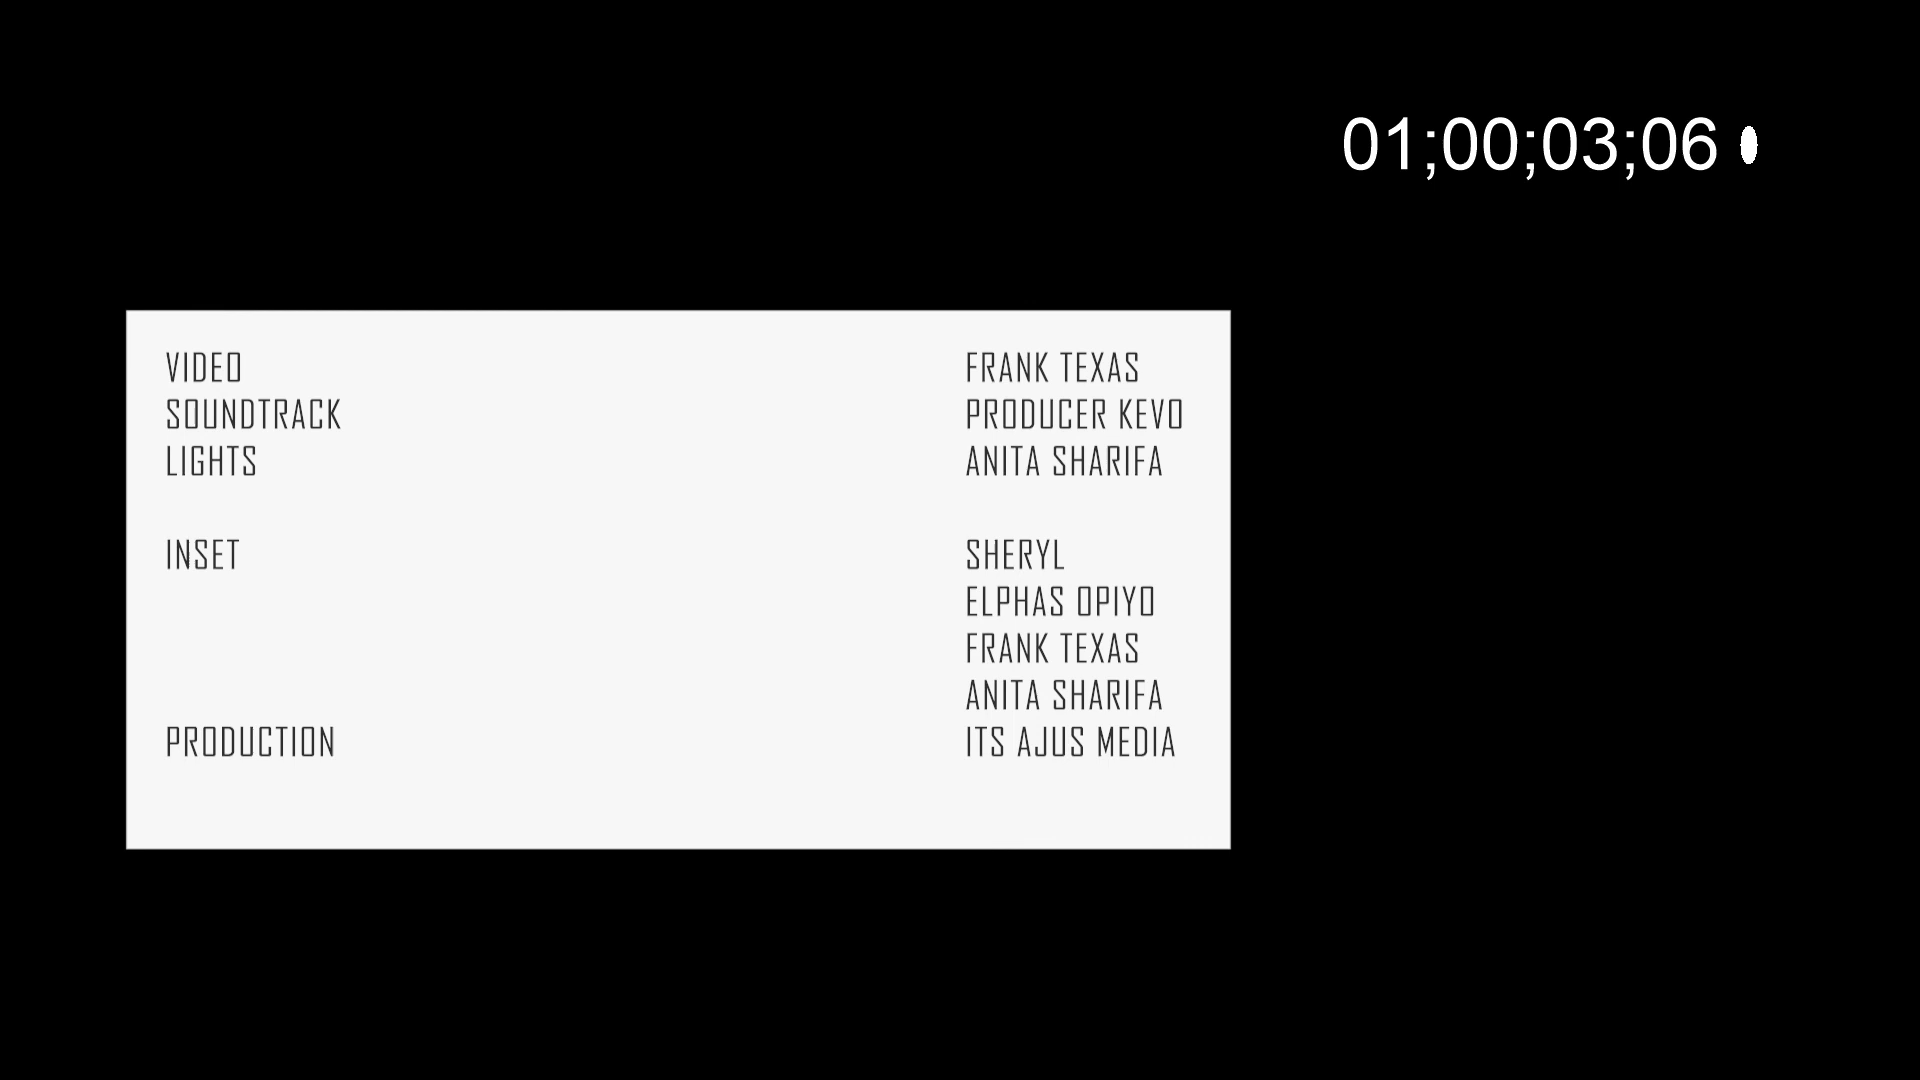 01;00;03;06
VIDEO FRANK TEXAS
SOUNDTRACK PRODUCER KEVO
LIGHTS ANITA SHARIFA
INSET SHERYL
ELPHAS OPIYO
FRANK TEXAS
ANITA SHARIFA
PRODUCTION ITS AJUS MEDIA